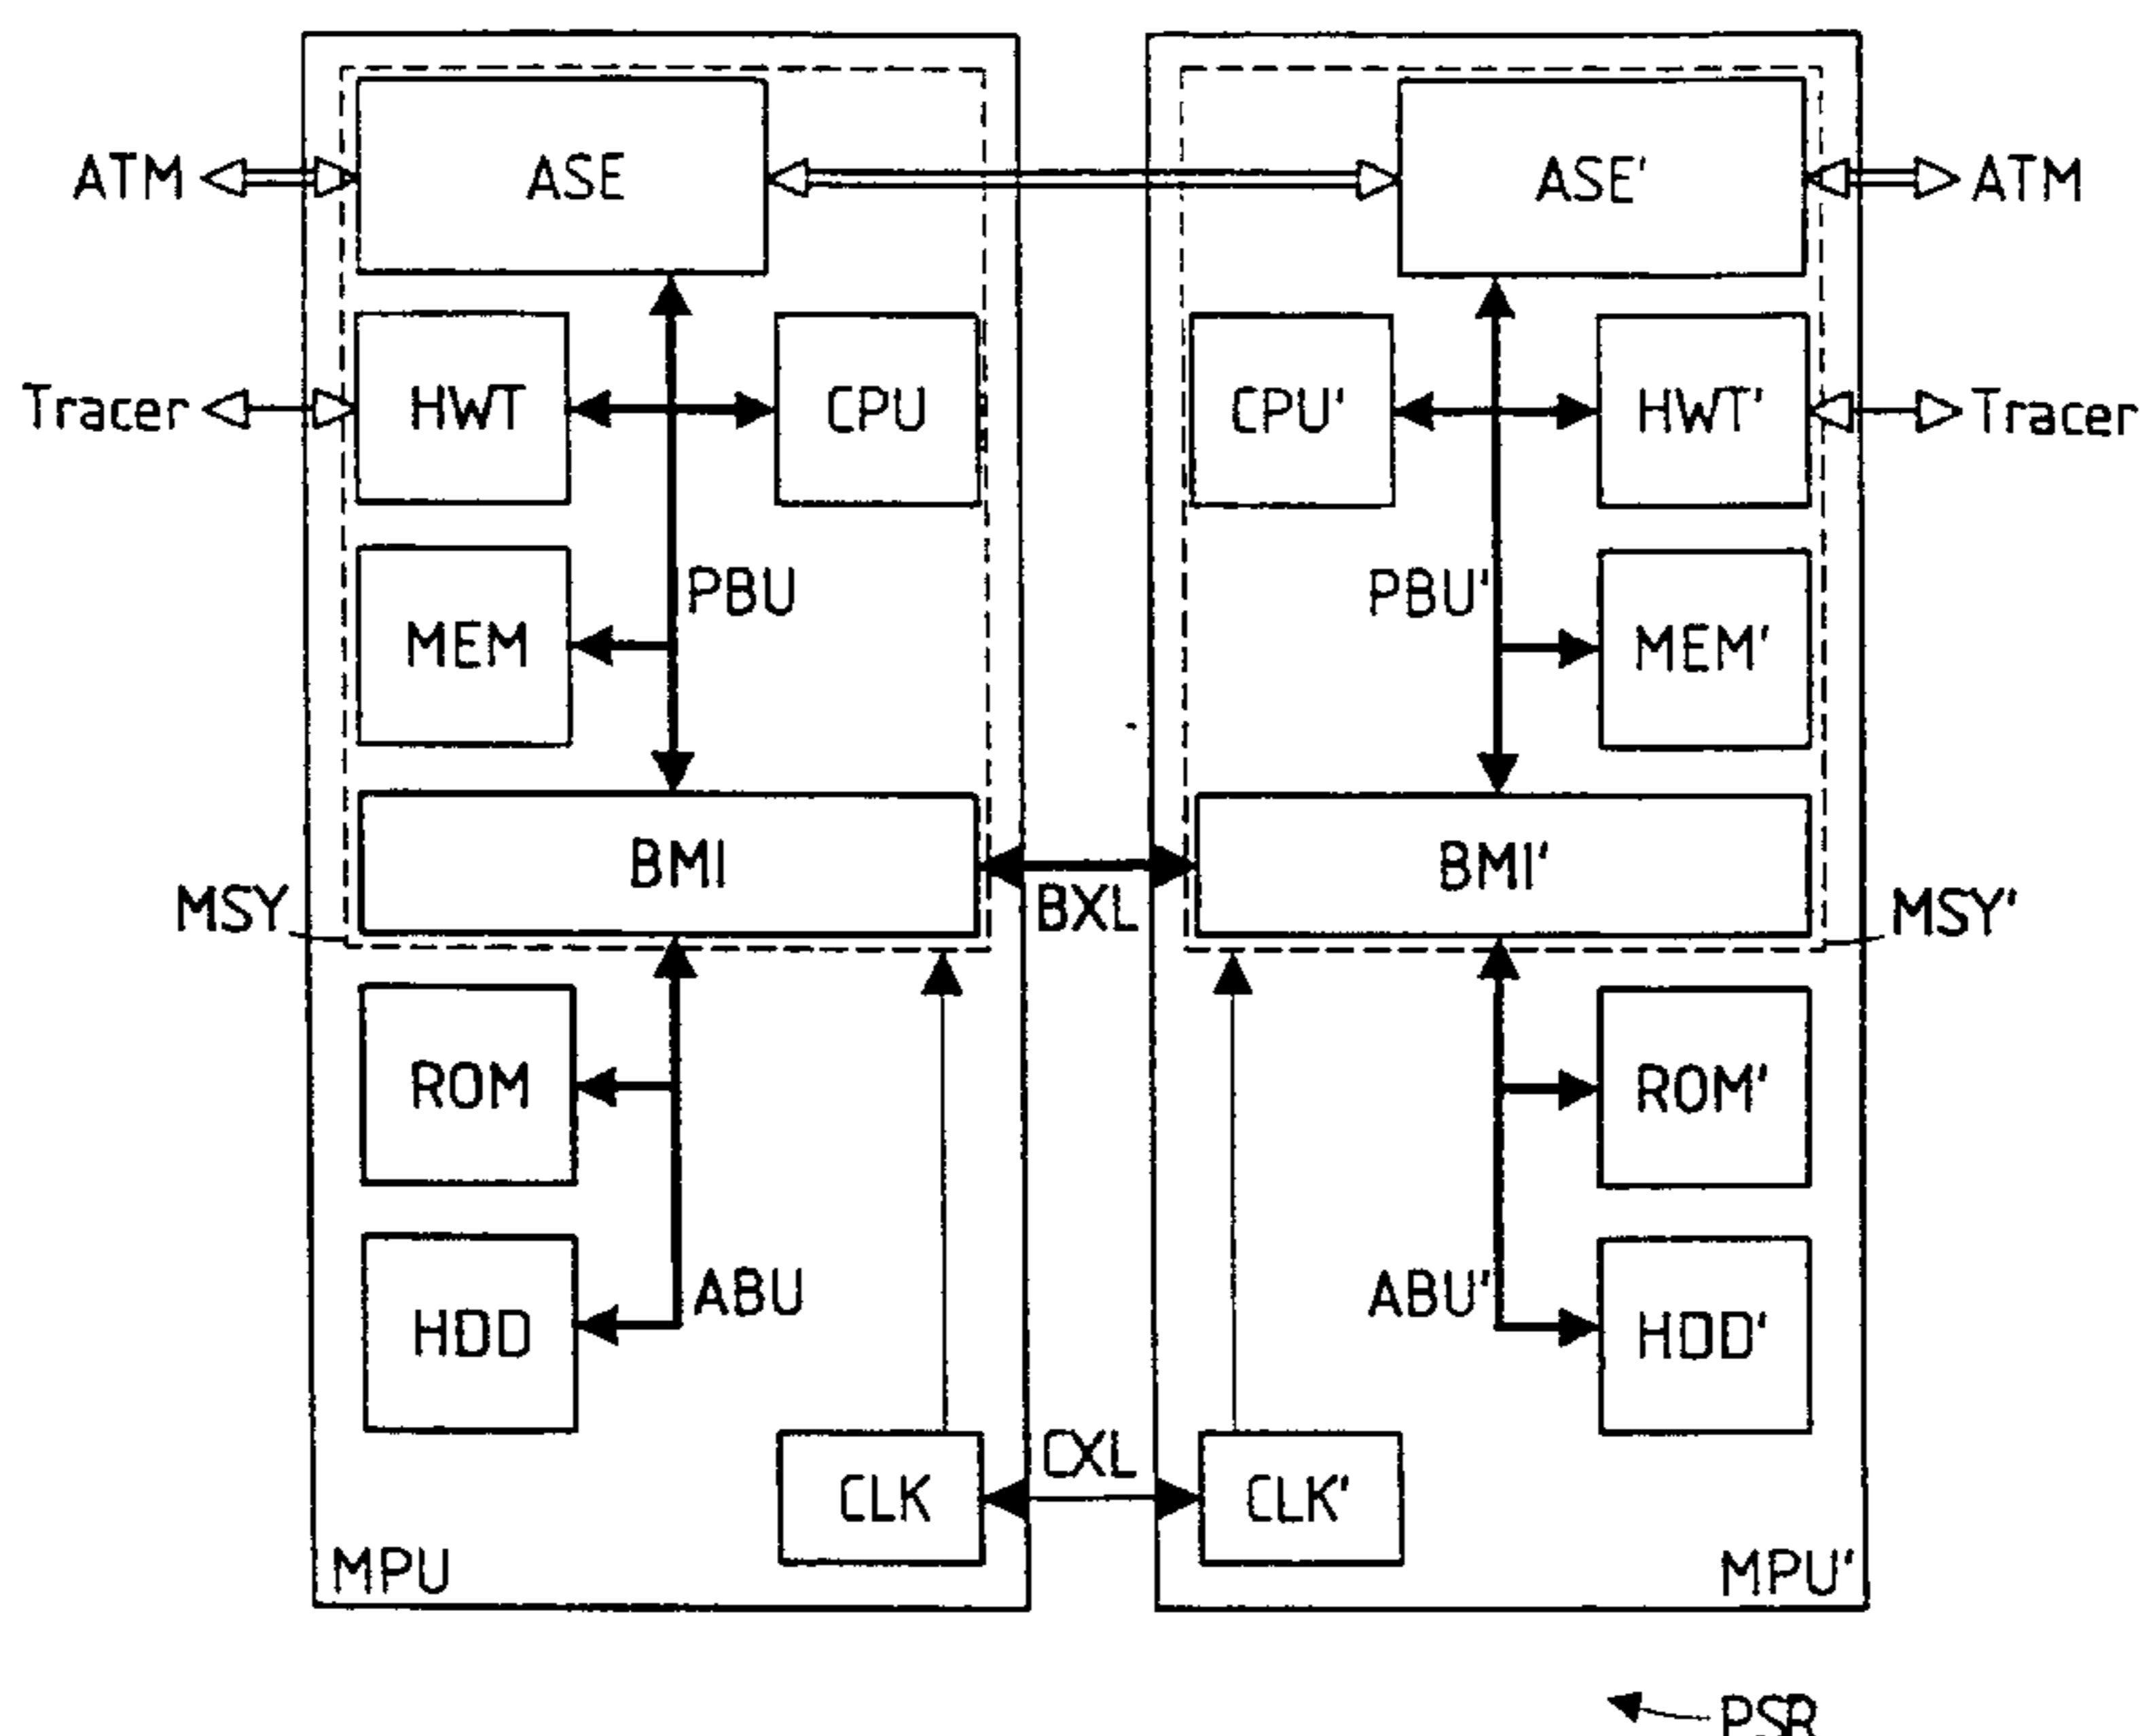 ATM ASE ASE' ATM
Tracer HWT CPU CPU' HWT' Tracer
PBU PBU'
MEM MEM'
BMI BMI'
MSY BXL MSY'
ROM ROM'
ABU ABU'
HDD HDD'
CXL
CLK CLK'
MPU MPU'
PSR